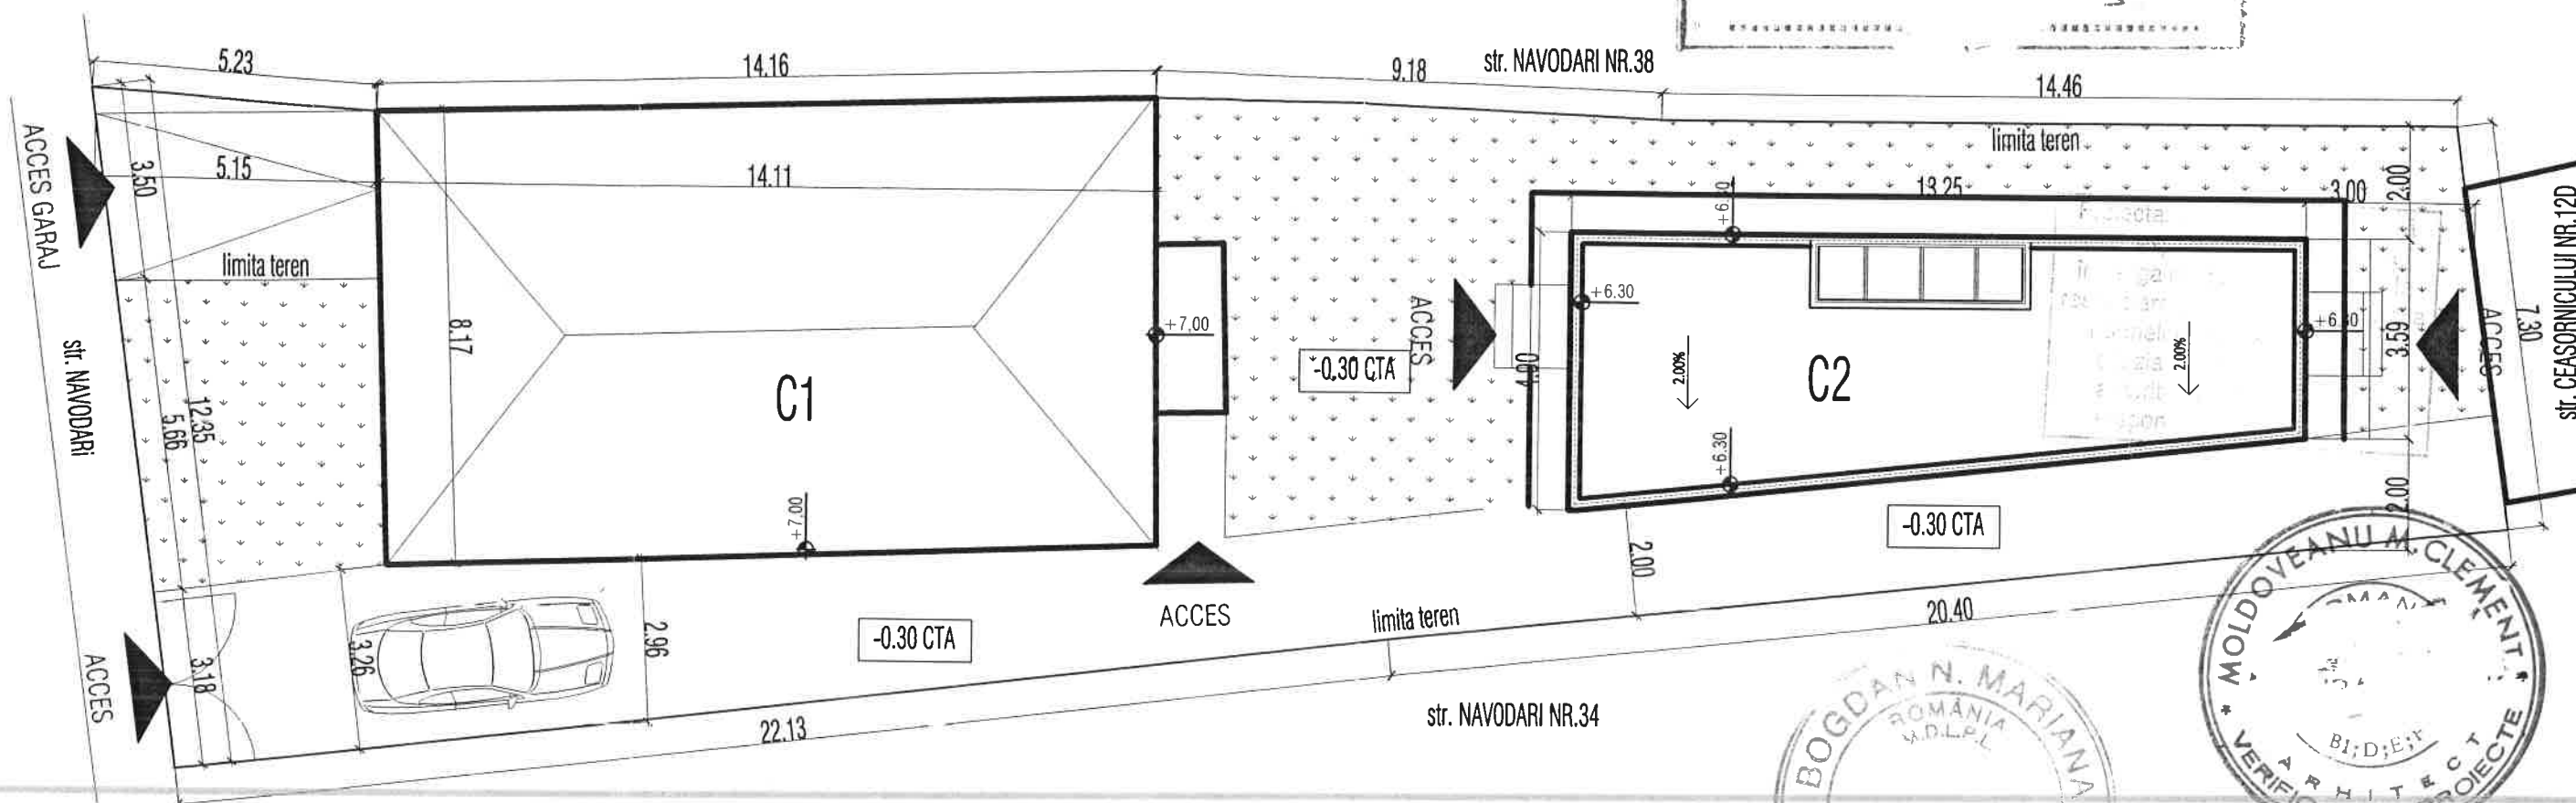 5.23
14.16
9.18
str. NAVODARI NR.38
14.46
ACCES GARAJ
3.50
5.15
14.11
limita teren
13.25
3.00
2.00
str. CEASORNICULUI NR.12D
7.30
limita teren
8.17
+7.00
-0.30 CTA
ACCES
4.00
+6.30
+6.30
2.00%
C2
2.00%
+6.30
3.59
ACCES
str. NAVODARI
5.66
12.35
C1
+7.00
+6.30
2.00
-0.30 CTA
2.00
ACCES
3.18
3.26
2.96
-0.30 CTA
ACCES
limita teren
20.40
22.13
str. NAVODARI NR.34
BOGDAN N. MARIANA
ROMÂNIA
MOLDOVEANU M. CLEMENT
B1;D;E;
ARHITECT